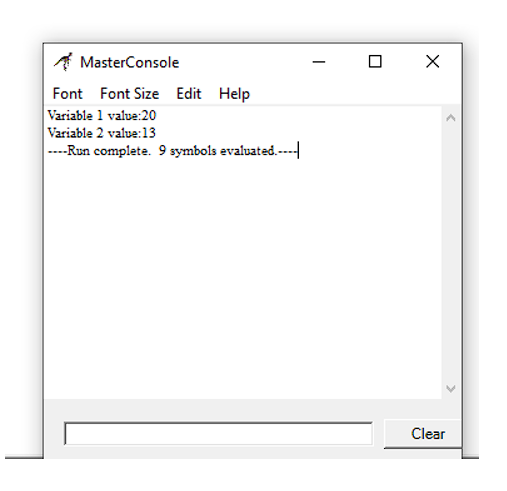 MasterConsole
Font Font Size Edit Help
Variable 1 value:20
Variable 2 value:13
----Run complete.  9 symbols evaluated.----
Clear